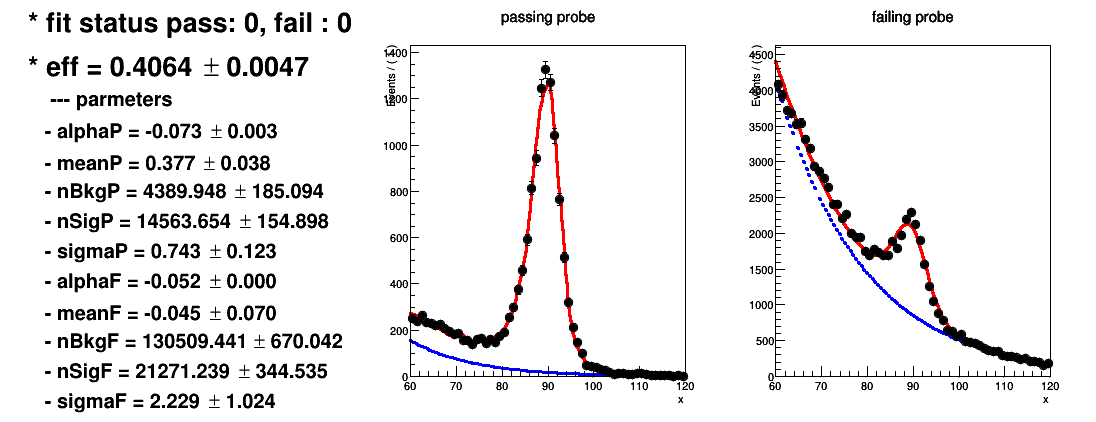 * fit status pass: 0, fail : 0
* eff = 0.4064 ± 0.0047
--- parmeters
- alphaP = -0.073 ± 0.003
- meanP = 0.377 ± 0.038
- nBkgP = 4389.948 ± 185.094
- nSigP = 14563.654 ± 154.898
- sigmaP = 0.743 ± 0.123
- alphaF = -0.052 ± 0.000
- meanF = -0.045 ± 0.070
- nBkgF = 130509.441 ± 670.042
- nSigF = 21271.239 ± 344.535
- sigmaF = 2.229 ± 1.024
passing probe
Events / ( )
1400
1200
1000
800
600
400
200
0
60 70 80 90 100 110 120
x
failing probe
Events / ( )
4500
4000
3500
3000
2500
2000
1500
1000
500
0
60 70 80 90 100 110 120
x